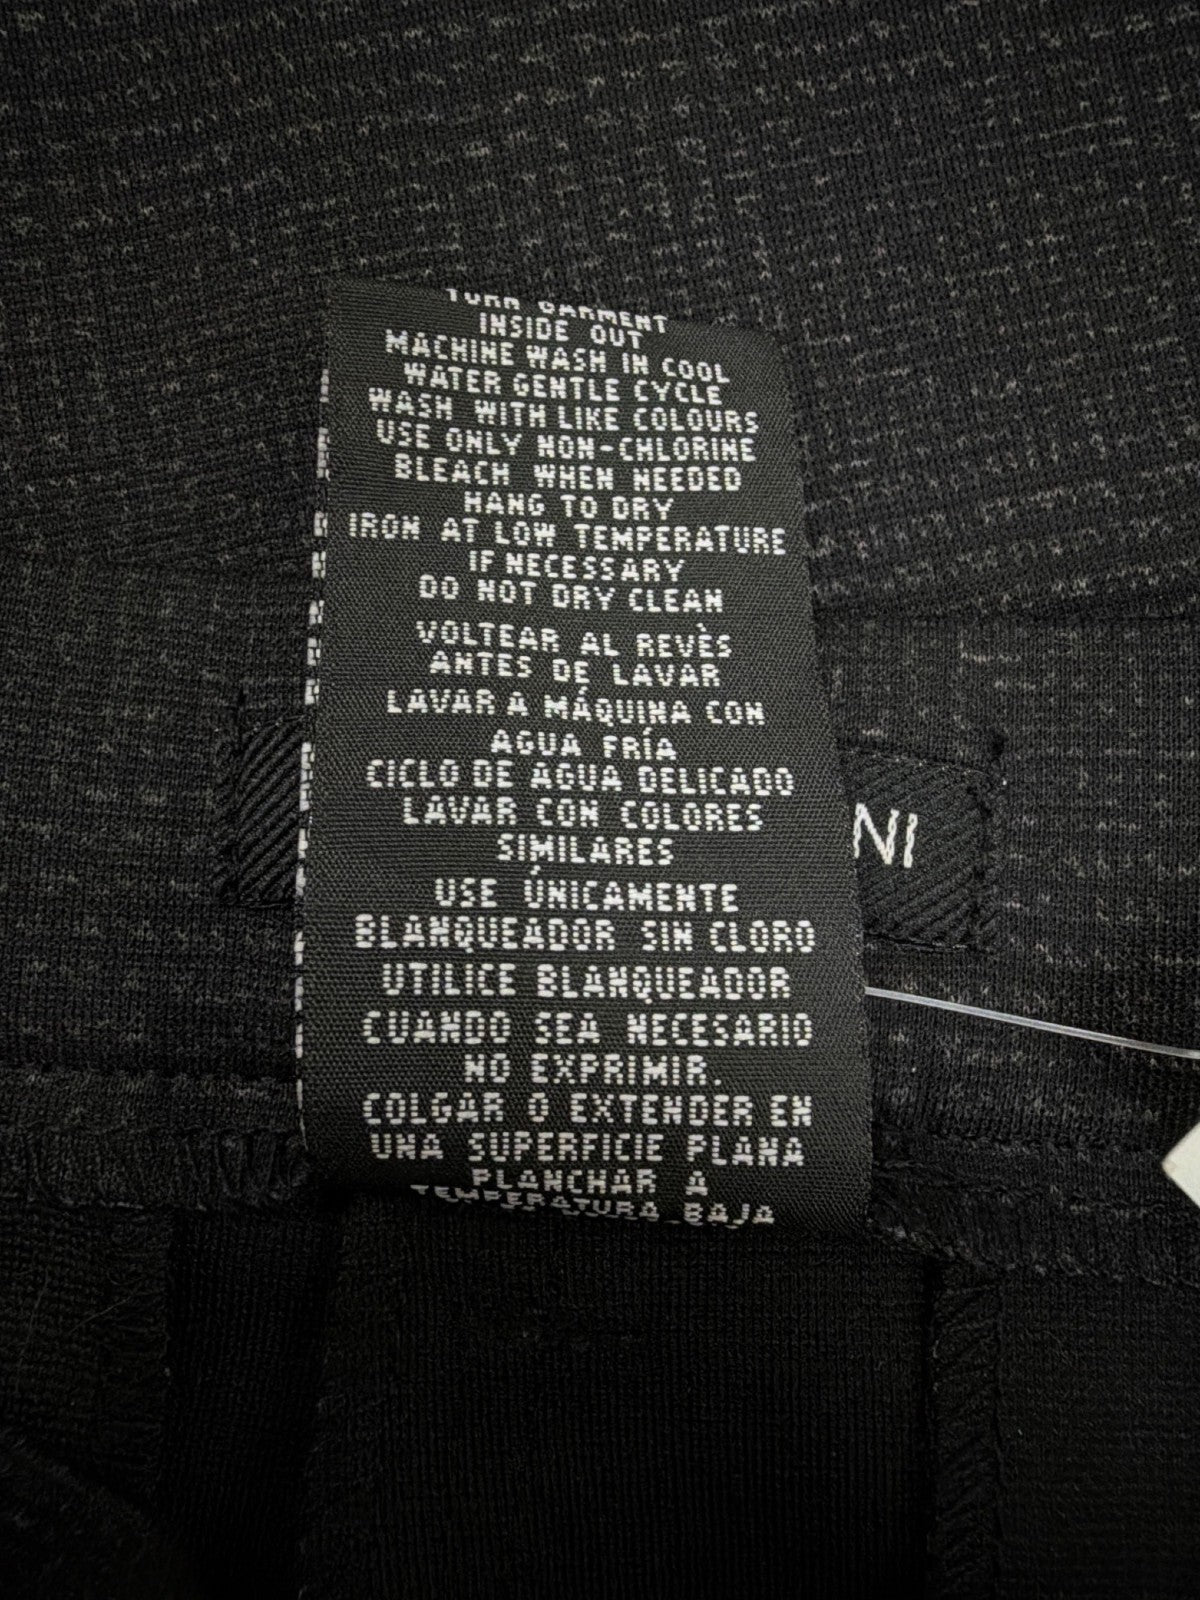 TURN GARMENT
INSIDE OUT
MACHINE WASH IN COOL
WATER GENTLE CYCLE
WASH WITH LIKE COLOURS
USE ONLY NON-CHLORINE
BLEACH WHEN NEEDED
HANG TO DRY
IRON AT LOW TEMPERATURE
IF NECESSARY
DO NOT DRY CLEAN
VOLTEAR AL REVÈS
ANTES DE LAVAR
LAVAR A MÁQUINA CON
AGUA FRÍA
CICLO DE AGUA DELICADO
LAVAR CON COLORES
SIMILARES
USE ÚNICAMENTE
BLANQUEADOR SIN CLORO
UTILICE BLANQUEADOR
CUANDO SEA NECESARIO
NO EXPRIMIR.
COLGAR O EXTENDER EN
UNA SUPERFICIE PLANA
PLANCHAR A
TEMPERATURA BAJA
NI